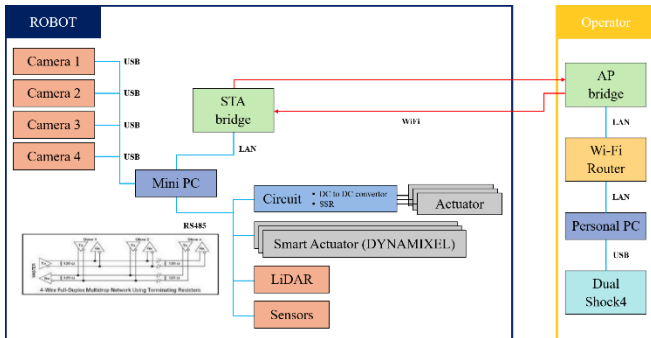 ROBOT
Camera 1
USB
Camera 2
USB
Camera 3
USB
Camera 4
USB
STA
bridge
LAN
WiFi
Mini PC
Circuit
• DC to DC convertor
• SSR
Actuator
RS485
Smart Actuator (DYNAMIXEL)
LiDAR
Sensors
4-Wire Full-Duplex Multidrop Network Using Terminating Resistors
Operator
AP
bridge
LAN
Wi-Fi
Router
LAN
Personal PC
USB
Dual
Shock4